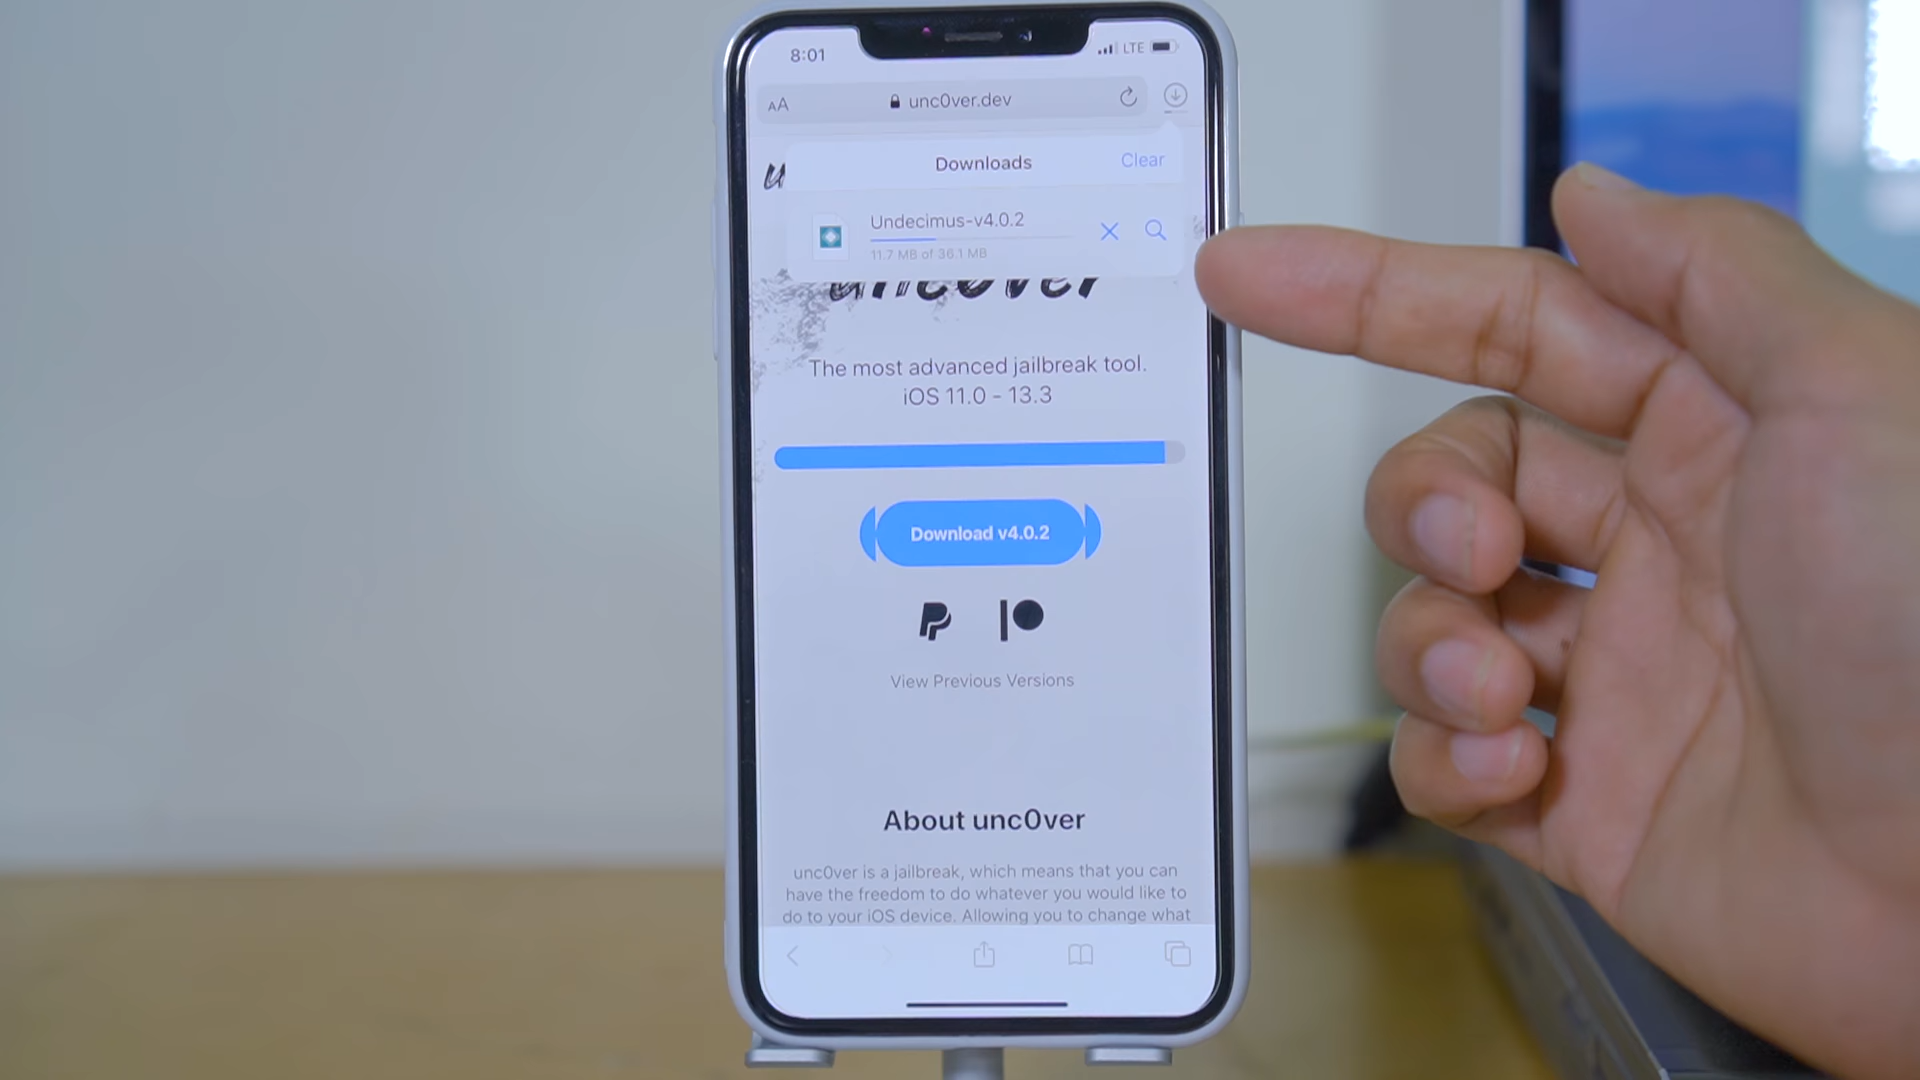 8:01
LTE
AA
unc0ver.dev
Downloads
Clear
u
Undecimus-v4.0.2
11.7 MB of 36.1 MB
unc0ver
The most advanced jailbreak tool.
iOS 11.0 - 13.3
Download v4.0.2
View Previous Versions
About unc0ver
unc0ver is a jailbreak, which means that you can
have the freedom to do whatever you would like to
do to your iOS device. Allowing you to change what